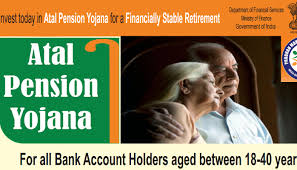 nvest today in Atal Pension Yojana for a Financially Stable Retirement
Department of Financial Services
Ministry of Finance
Government of India
Atal
Pension
Yojana
For all Bank Account Holders aged between 18-40 year